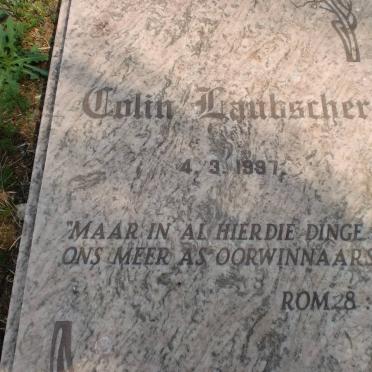 Colin Laubscher
4. 3. 1997
"MAAR IN AL HIERDIE DINGE
ONS MEER AS OORWINNAARS
ROM. 8 :